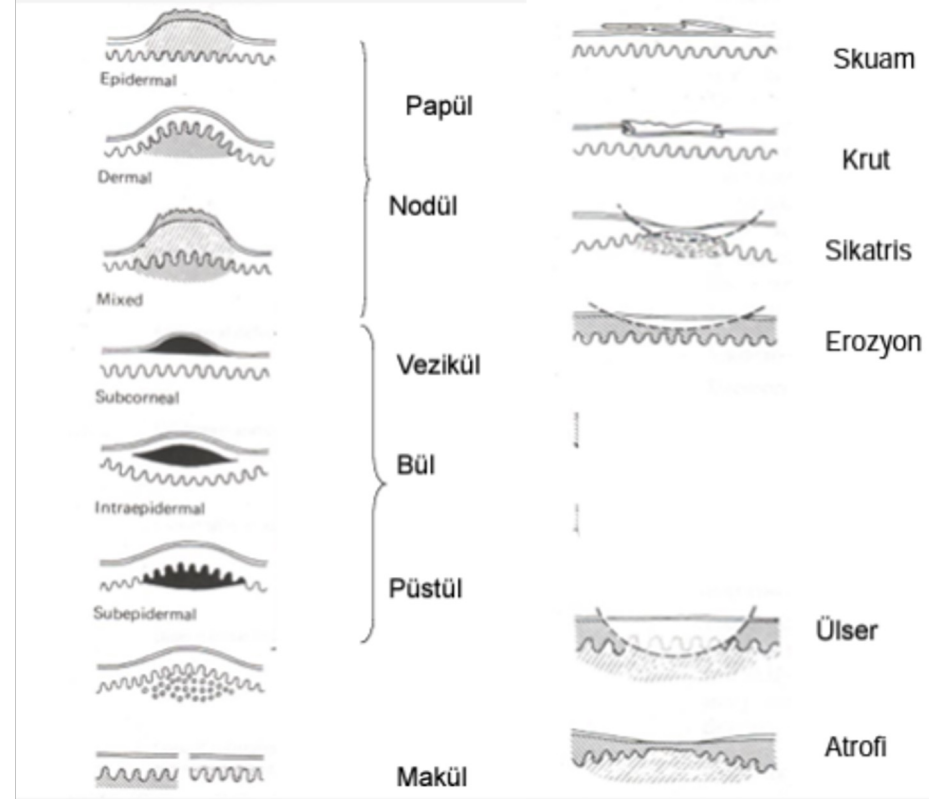 Epidermal
Dermal
Mixed
Subcorneal
Intraepidermal
Subepidermal
Papül
Nodül
Vezikül
Bül
Püstül
Makül
Skuam
Krut
Sikatris
Erozyon
Ülser
Atrofi